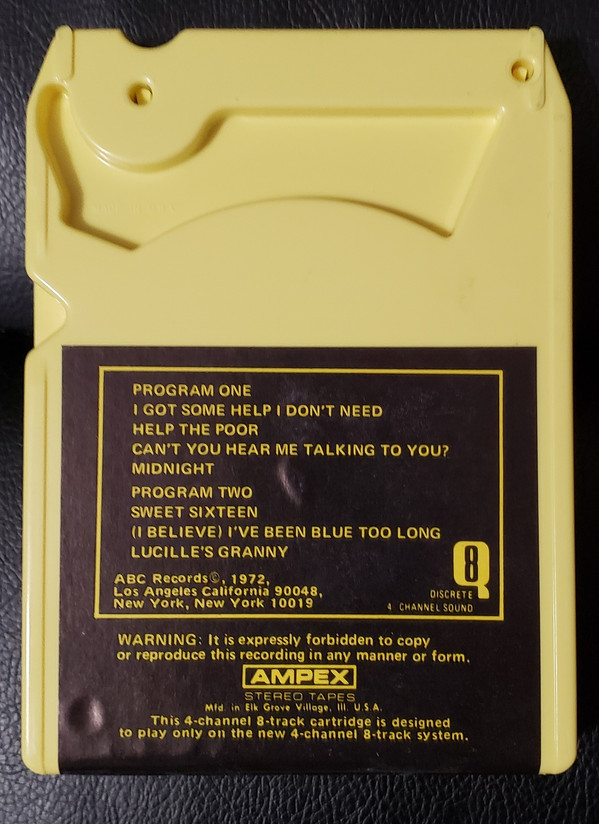 PROGRAM ONE
I GOT SOME HELP I DON'T NEED
HELP THE POOR
CAN'T YOU HEAR ME TALKING TO YOU?
MIDNIGHT
PROGRAM TWO
SWEET SIXTEEN
(I BELIEVE) I'VE BEEN BLUE TOO LONG
LUCILLE'S GRANNY
ABC Records©, 1972,
Los Angeles California 90048,
New York, New York 10019
Q8
DISCRETE
4 CHANNEL SOUND
WARNING: It is expressly forbidden to copy
or reproduce this recording in any manner or form.
AMPEX
STEREO TAPES
Mfd. in Elk Grove Village, Ill. U.S.A.
This 4-channel 8-track cartridge is designed
to play only on the new 4-channel 8-track system.